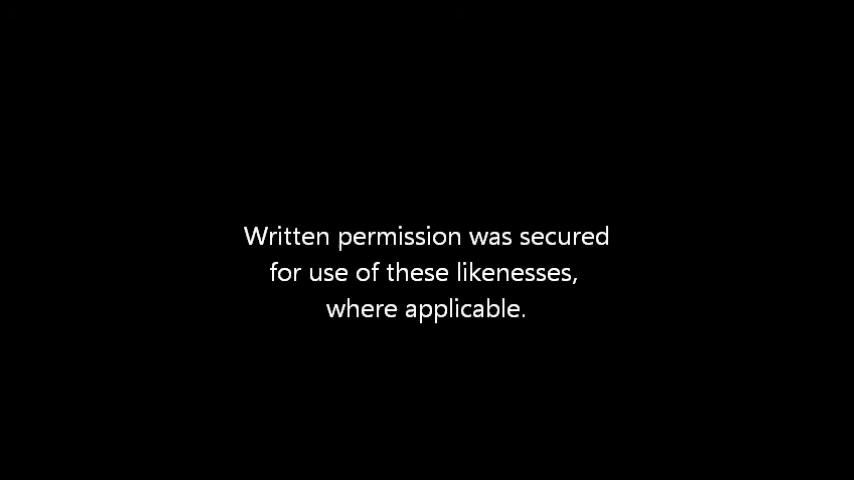 Written permission was secured
for use of these likenesses,
where applicable.